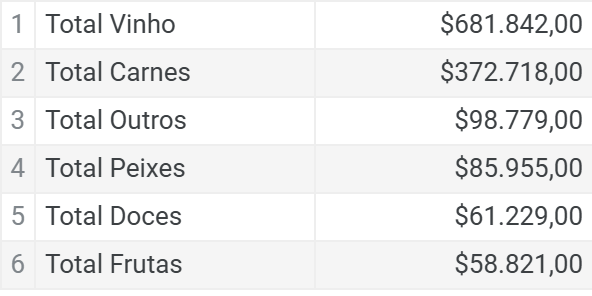 1 Total Vinho $681.842,00
2 Total Carnes $372.718,00
3 Total Outros $98.779,00
4 Total Peixes $85.955,00
5 Total Doces $61.229,00
6 Total Frutas $58.821,00